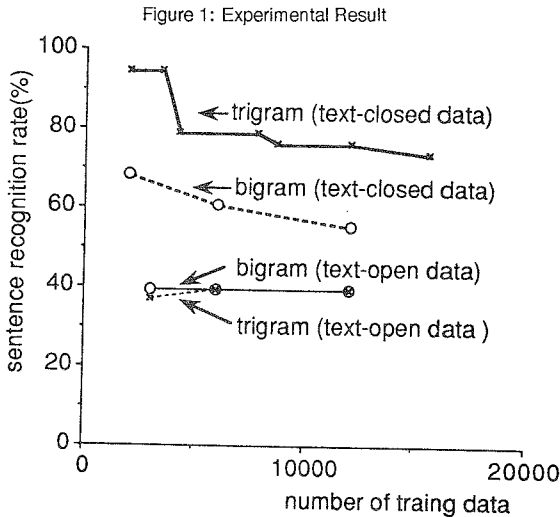 Figure 1: Experimental Result
sentence recognition rate(%)
100
80
60
40
20
0
trigram (text-closed data)
bigram (text-closed data)
bigram (text-open data)
trigram (text-open data )
0
10000
20000
number of traing data